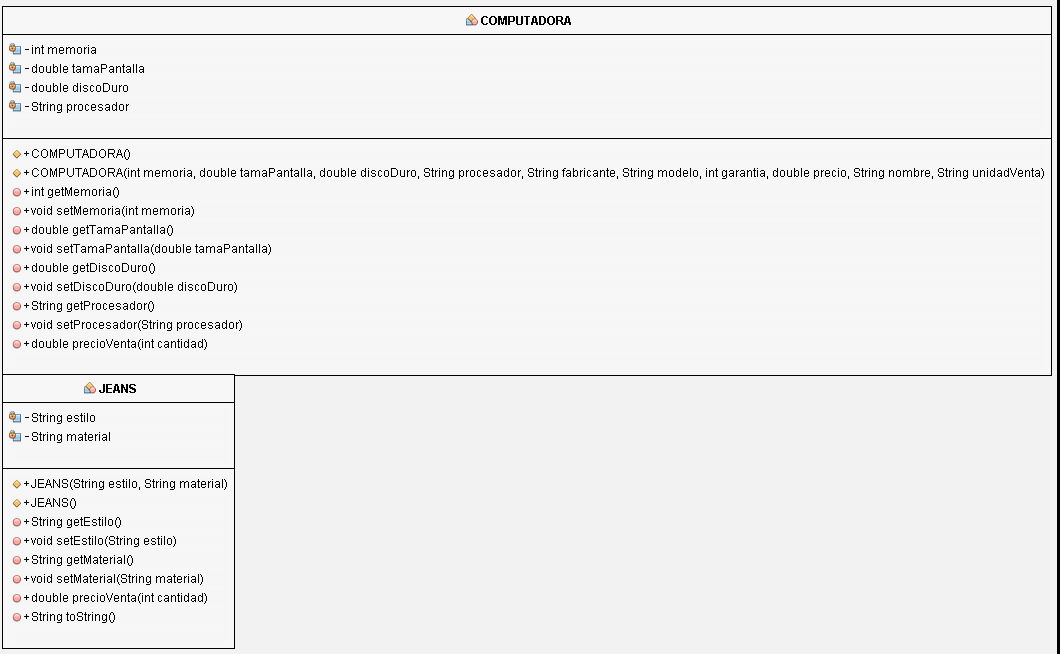 COMPUTADORA
- int memoria
- double tamaPantalla
- double discoDuro
- String procesador
+ COMPUTADORA()
+ COMPUTADORA(int memoria, double tamaPantalla, double discoDuro, String procesador, String fabricante, String modelo, int garantia, double precio, String nombre, String unidadVenta)
+ int getMemoria()
+ void setMemoria(int memoria)
+ double getTamaPantalla()
+ void setTamaPantalla(double tamaPantalla)
+ double getDiscoDuro()
+ void setDiscoDuro(double discoDuro)
+ String getProcesador()
+ void setProcesador(String procesador)
+ double precioVenta(int cantidad)
JEANS
- String estilo
- String material
+ JEANS(String estilo, String material)
+ JEANS()
+ String getEstilo()
+ void setEstilo(String estilo)
+ String getMaterial()
+ void setMaterial(String material)
+ double precioVenta(int cantidad)
+ String toString()